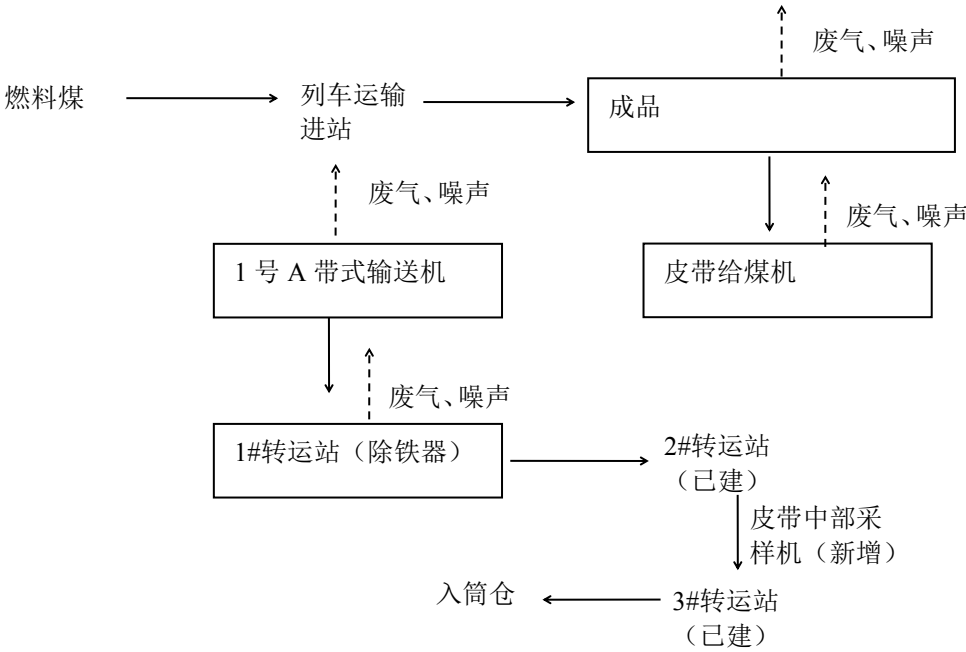 废气、噪声
燃料煤
列车运输
进站
成品
废气、噪声
废气、噪声
1 号 A 带式输送机
皮带给煤机
废气、噪声
1#转运站（除铁器）
2#转运站
（已建）
皮带中部采
样机（新增）
入筒仓
3#转运站
（已建）